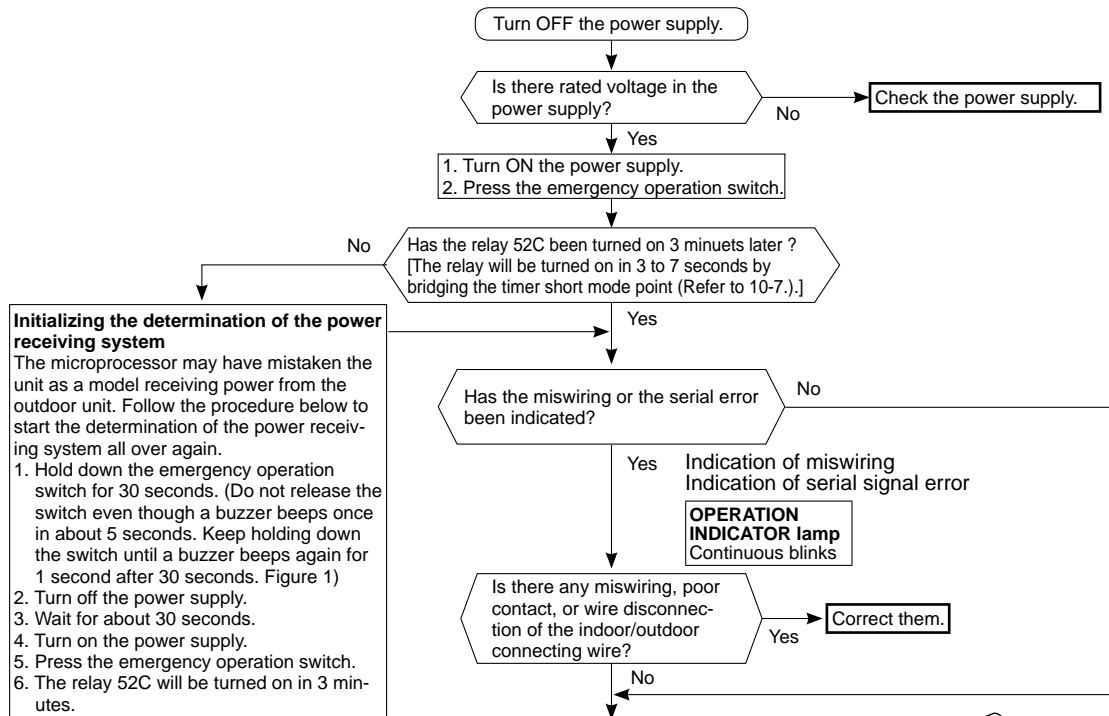 Turn OFF the power supply.
Is there rated voltage in the
power supply?
No
Check the power supply.
Yes
1. Turn ON the power supply.
2. Press the emergency operation switch.
No
Has the relay 52C been turned on 3 minuets later ?
[The relay will be turned on in 3 to 7 seconds by
bridging the timer short mode point (Refer to 10-7.).]
Yes
Initializing the determination of the power
receiving system
The microprocessor may have mistaken the
unit as a model receiving power from the
outdoor unit. Follow the procedure below to
start the determination of the power receiv-
ing system all over again.
1. Hold down the emergency operation
switch for 30 seconds. (Do not release the
switch even though a buzzer beeps once
in about 5 seconds. Keep holding down
the switch until a buzzer beeps again for
1 second after 30 seconds. Figure 1)
2. Turn off the power supply.
3. Wait for about 30 seconds.
4. Turn on the power supply.
5. Press the emergency operation switch.
6. The relay 52C will be turned on in 3 min-
utes.
Has the miswiring or the serial error
been indicated?
No
Yes
Indication of miswiring
Indication of serial signal error
OPERATION
INDICATOR lamp
Continuous blinks
Is there any miswiring, poor
contact, or wire disconnec-
tion of the indoor/outdoor
connecting wire?
Yes
Correct them.
No